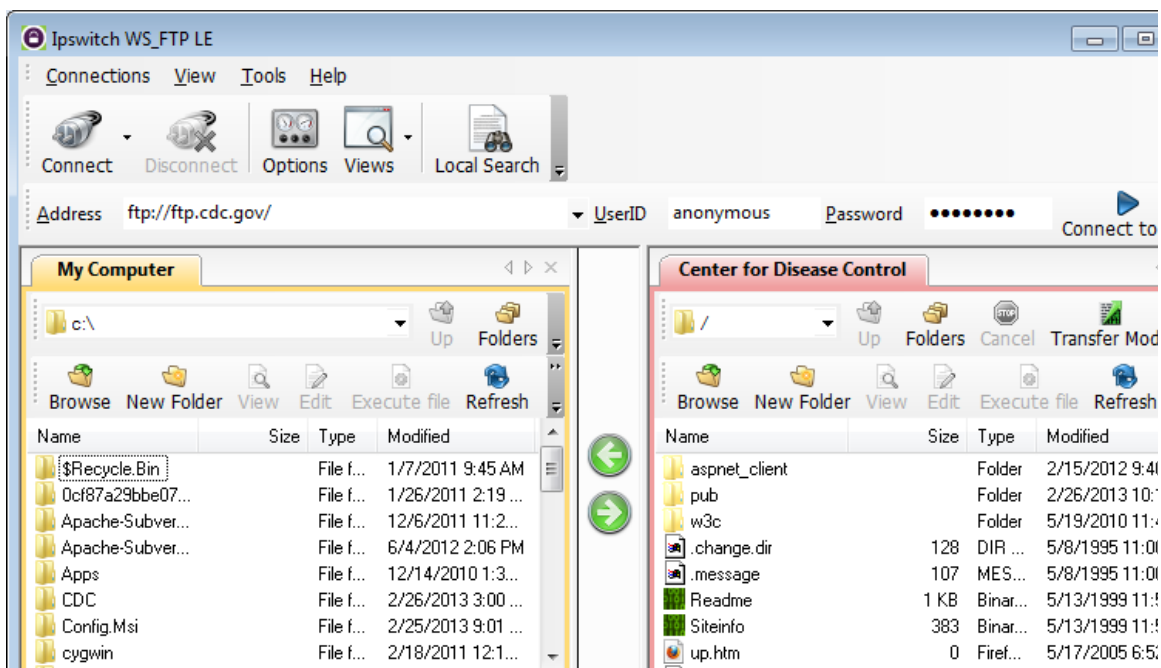 Ipswitch WS_FTP LE
Connections View Tools Help
Connect Disconnect Options Views Local Search
Address ftp://ftp.cdc.gov/ UserID anonymous Password ●●●●●●●●
Connect to
My Computer
c:\ Up Folders
Browse New Folder View Edit Execute file Refresh
Name Size Type Modified
$Recycle.Bin File f... 1/7/2011 9:45 AM
0cf87a29bbe07... File f... 1/26/2011 2:19 ...
Apache-Subver... File f... 12/6/2011 11:2...
Apache-Subver... File f... 6/4/2012 2:06 PM
Apps File f... 12/14/2010 1:3...
CDC File f... 2/26/2013 3:00 ...
Config.Msi File f... 2/25/2013 9:01 ...
cygwin File f... 2/18/2011 12:1...
Center for Disease Control
/ Up Folders STOP Cancel Transfer Mod
Browse New Folder View Edit Execute file Refresh
Name Size Type Modified
aspnet_client Folder 2/15/2012 9:4
pub Folder 2/26/2013 10:
w3c Folder 5/19/2010 11:
.change.dir 128 DIR ... 5/8/1995 11:0
.message 107 MES... 5/8/1995 11:0
Readme 1 KB Binar... 5/13/1999 11:
Siteinfo 383 Binar... 5/13/1999 11:
up.htm 0 Firef... 5/17/2005 6:5